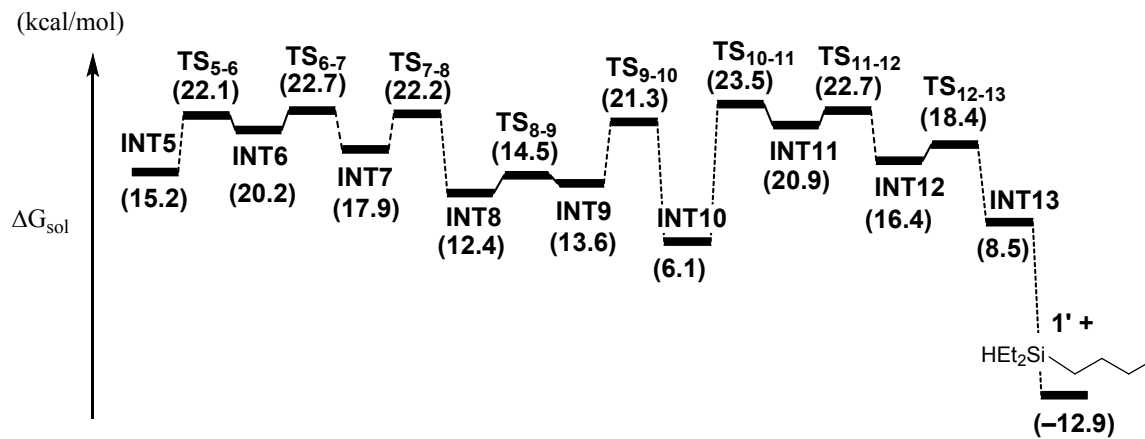 (kcal/mol)
ΔGsol
INT5
(15.2)
TS5-6
(22.1)
INT6
(20.2)
TS6-7
(22.7)
INT7
(17.9)
TS7-8
(22.2)
INT8
(12.4)
TS8-9
(14.5)
INT9
(13.6)
TS9-10
(21.3)
INT10
(6.1)
TS10-11
(23.5)
INT11
(20.9)
TS11-12
(22.7)
INT12
(16.4)
TS12-13
(18.4)
INT13
(8.5)
1' +
HEt2Si
(–12.9)